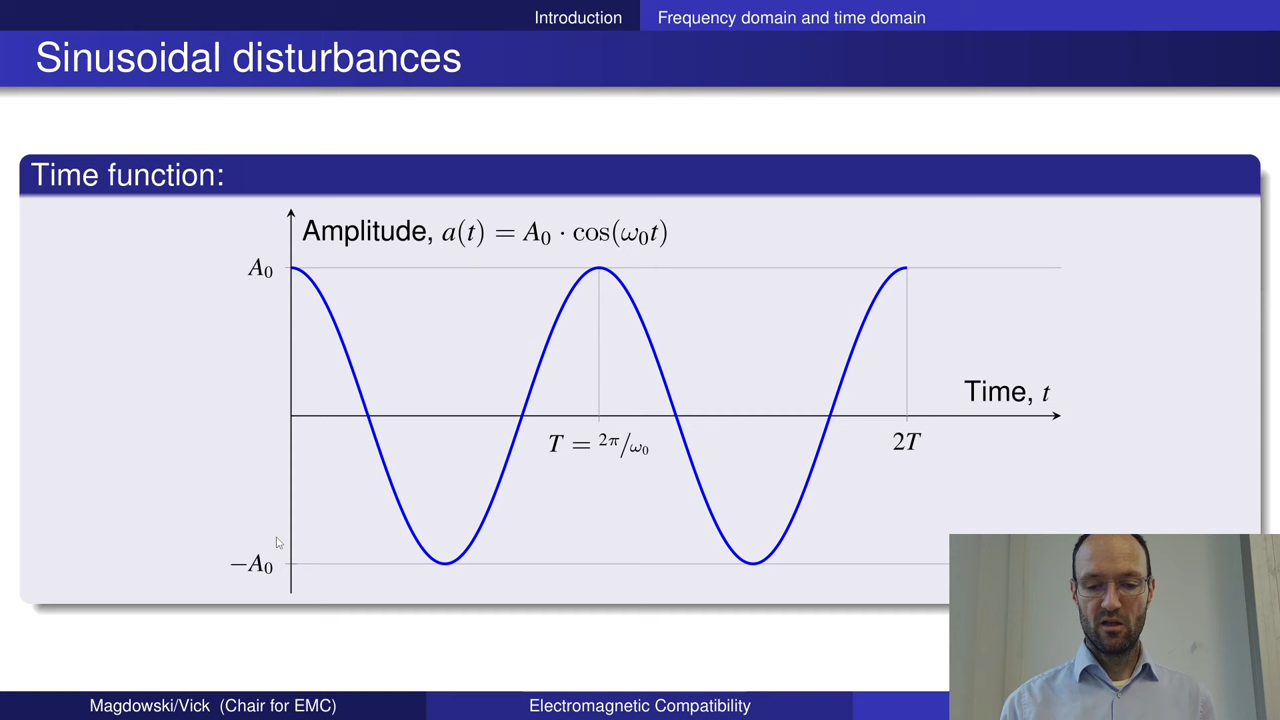 Introduction Frequency domain and time domain
Sinusoidal disturbances
Time function:
Amplitude, a(t) = A₀ · cos(ω₀t)
A₀
Time, t
T = 2π/ω₀ 2T
−A₀
Magdowski/Vick (Chair for EMC) Electromagnetic Compatibility